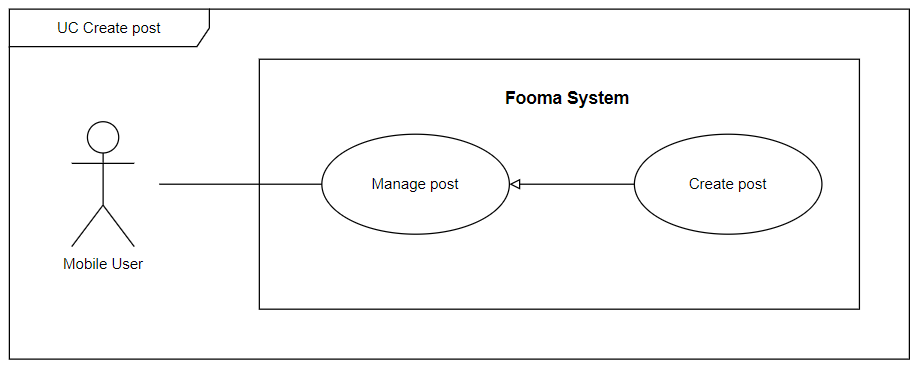 UC Create post
Fooma System
Manage post
Create post
Mobile User